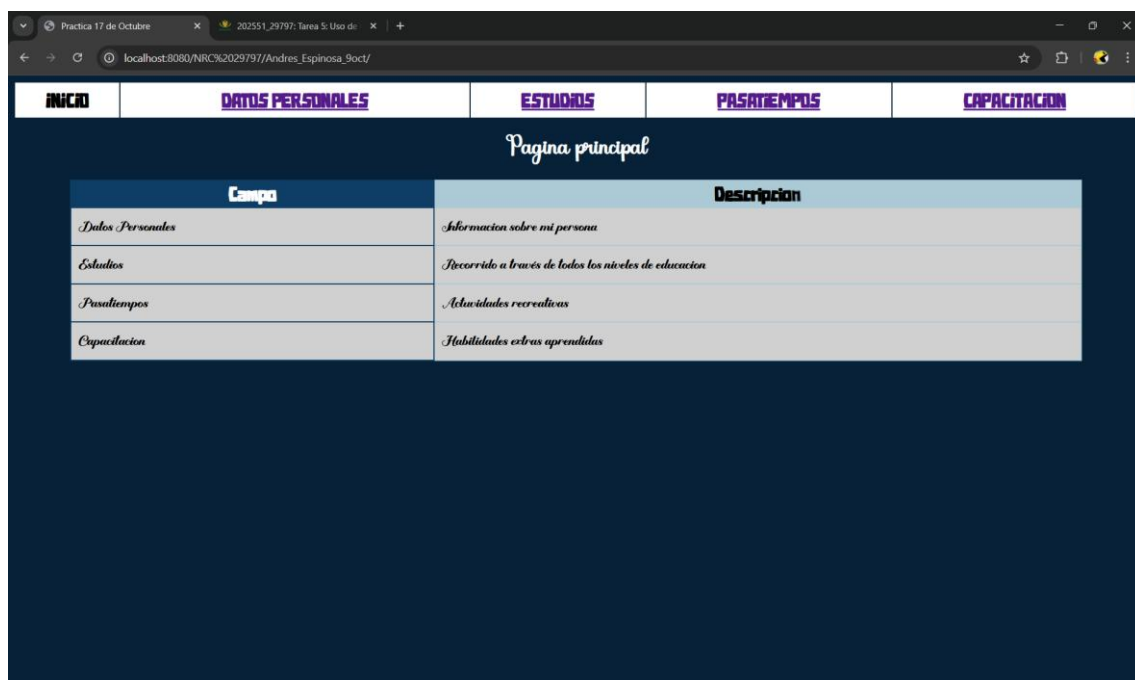 Practica 17 de Octubre
202551_29797: Tarea 5: Uso de
localhost:8080/NRC%2029797/Andres_Espinosa_9oct/
INICIO DATOS PERSONALES ESTUDIOS PASATIEMPOS CAPACITACION
Pagina principal
Campo Descripcion
Datos Personales Informacion sobre mi persona
Estudios Recorrido a través de todos los niveles de educacion
Pasatiempos Actividades recreativas
Capacitacion Habilidades extras aprendidas